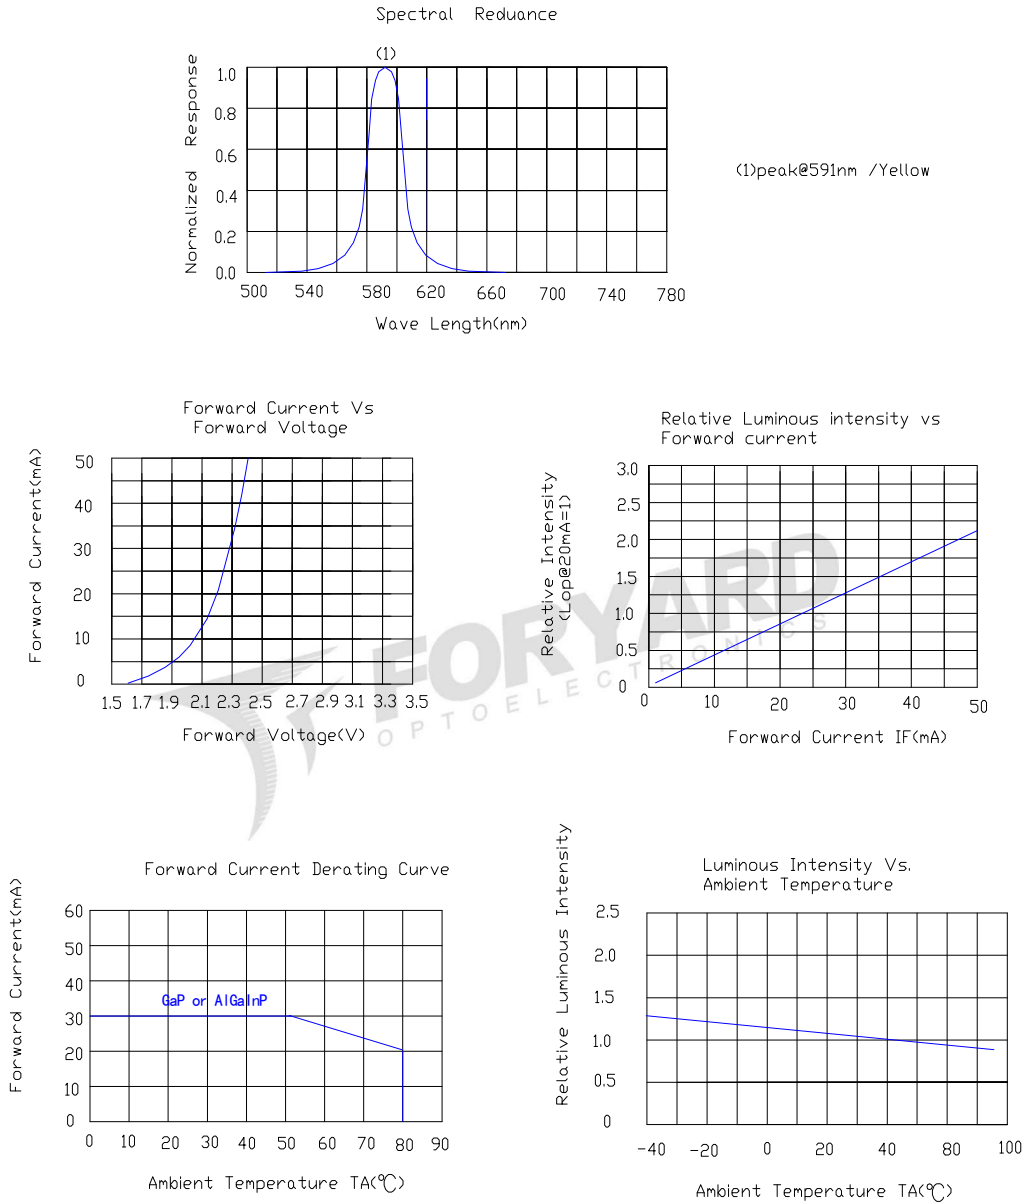 Spectral Reduance
(1)
Normalized Response
1.0
0.8
0.6
0.4
0.2
0.0
500 540 580 620 660 700 740 780
Wave Length(nm)
(1)peak@591nm /Yellow
Forward Current Vs
Forward Voltage
Forward Current(mA)
50
40
30
20
10
0
1.5 1.7 1.9 2.1 2.3 2.5 2.7 2.9 3.1 3.3 3.5
Forward Voltage(V)
Relative Luminous intensity vs
Forward current
Relative Intensity
(Lop@20mA=1)
3.0
2.5
2.0
1.5
1.0
0.5
0
0 10 20 30 40 50
Forward Current IF(mA)
FORYARD
OPTOELECTRONICS
Forward Current Derating Curve
Forward Current(mA)
60
50
40
30
20
10
0
GaP or AlGaInP
0 10 20 30 40 50 60 70 80 90
Ambient Temperature TA(℃)
Luminous Intensity Vs.
Ambient Temperature
Relative Luminous Intensity
2.5
2.0
1.5
1.0
0.5
0
-40 -20 0 20 40 60 80 100
Ambient Temperature TA(℃)